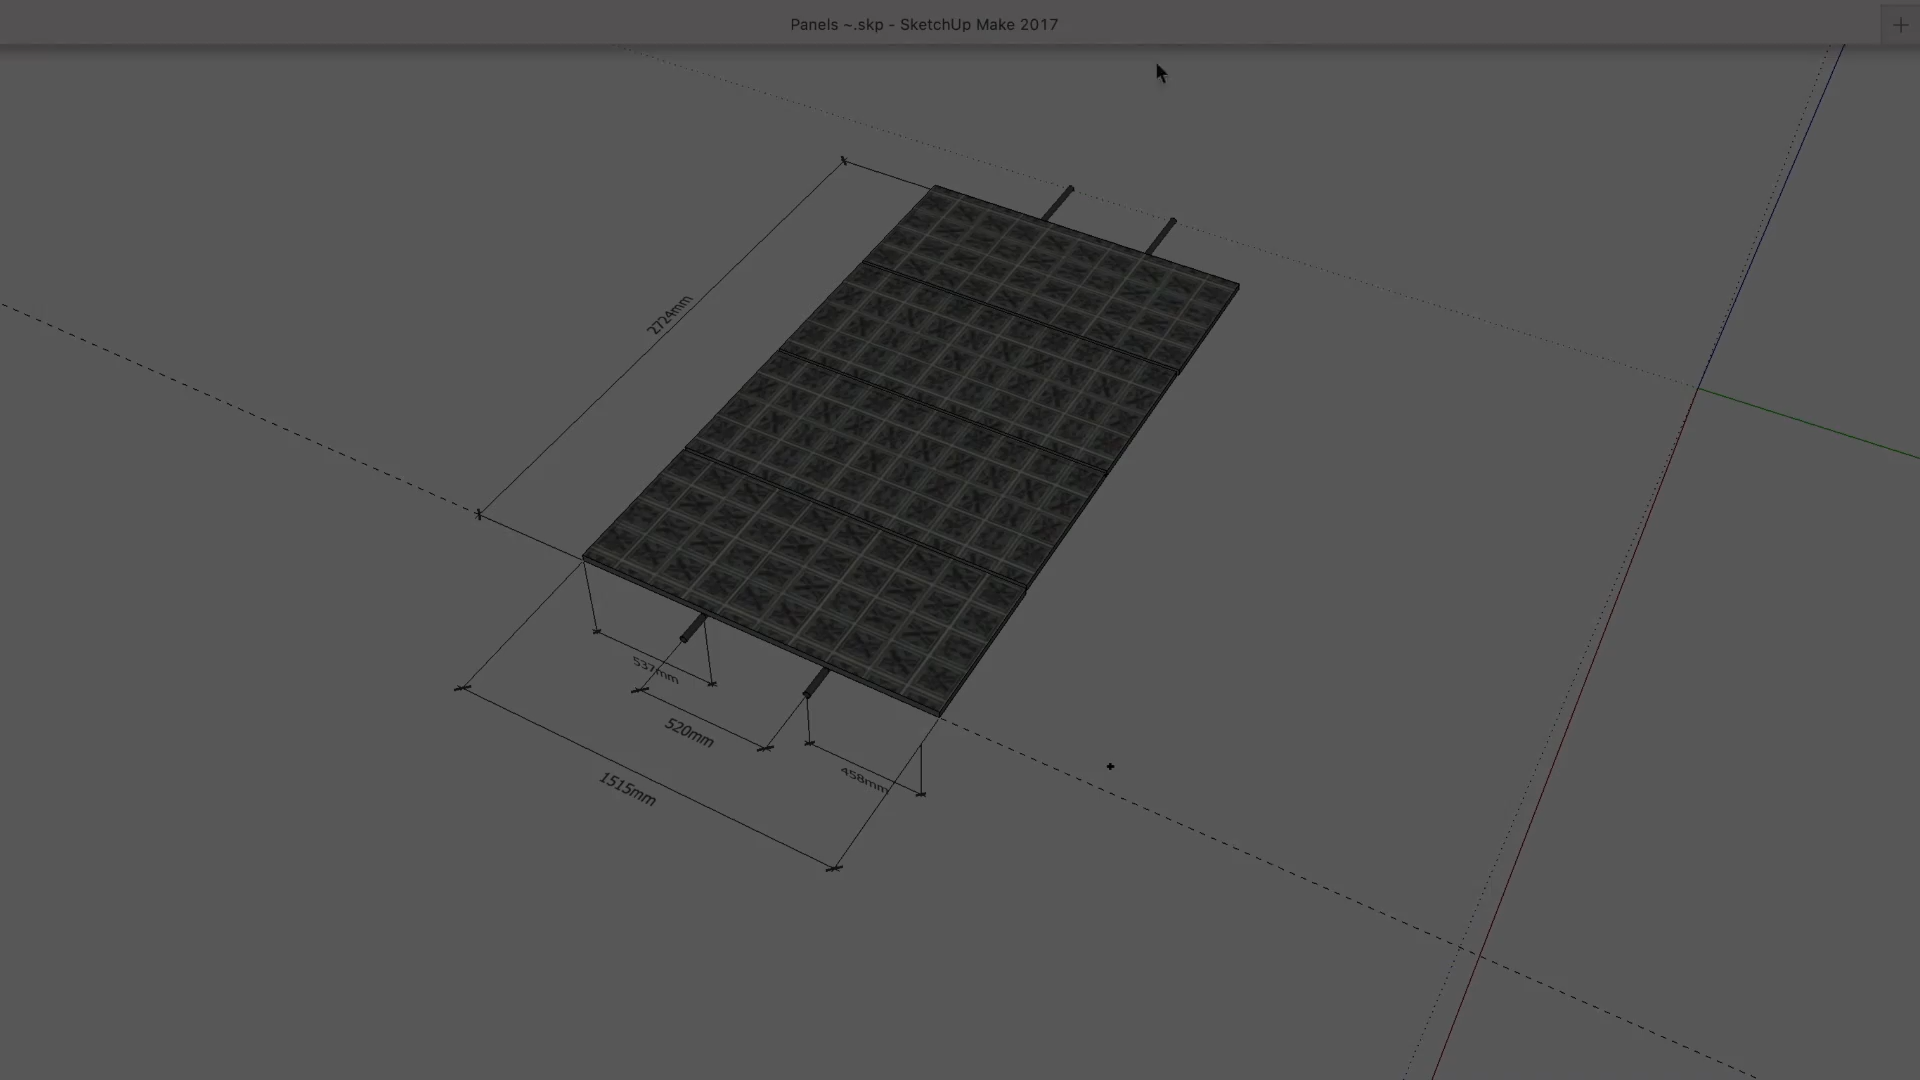 Panels ~.skp - SketchUp Make 2017
2724mm
537mm
520mm
458mm
1515mm